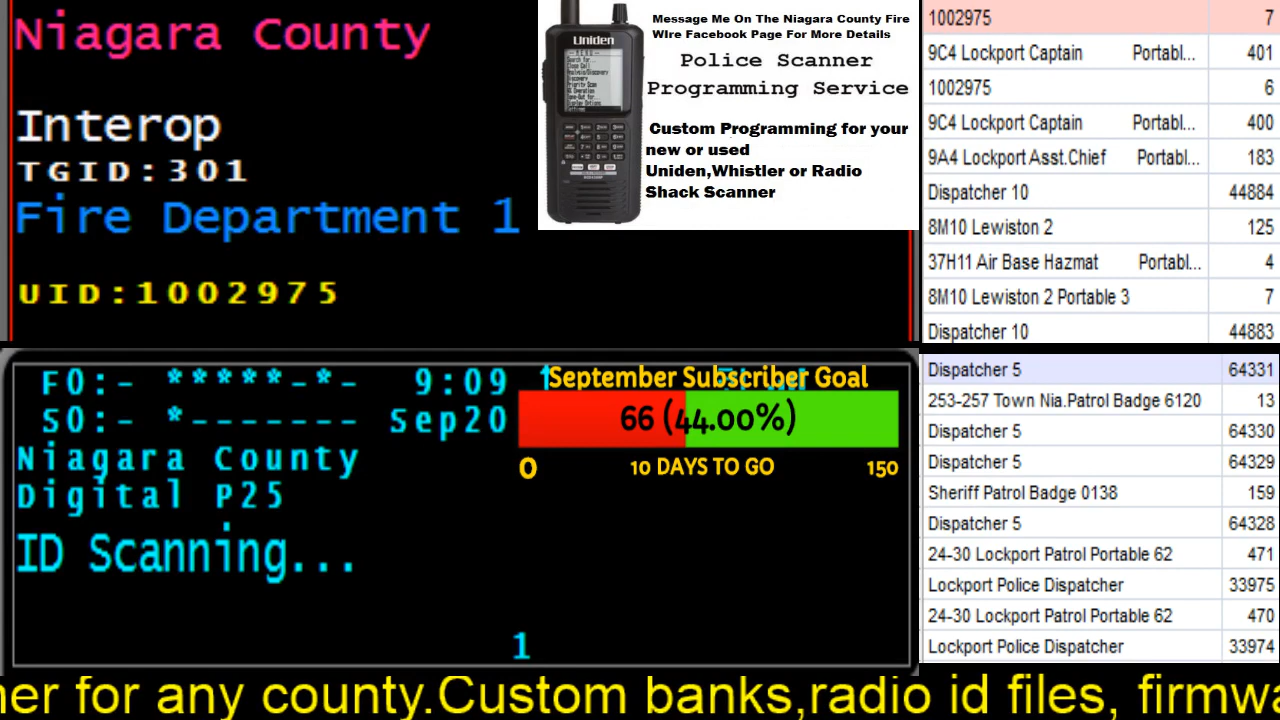 Niagara County
Interop
TGID:301
Fire Department 1
UID:1002975
Uniden
Message Me On The Niagara County Fire
WIre Facebook Page For More Details
Police Scanner
Programming Service
Custom Programming for your
new or used
Uniden,Whistler or Radio
Shack Scanner
1002975 7
9C4 Lockport Captain Portabl... 401
1002975 6
9C4 Lockport Captain Portabl... 400
9A4 Lockport Asst.Chief Portabl... 183
Dispatcher 10 44884
8M10 Lewiston 2 125
37H11 Air Base Hazmat Portabl... 4
8M10 Lewiston 2 Portable 3 7
Dispatcher 10 44883
F0:- *****-*- 9:09
S0:- *------- Sep20
Niagara County
Digital P25
ID Scanning...
1
September Subscriber Goal
66 (44.00%)
0 10 DAYS TO GO 150
Dispatcher 5 64331
253-257 Town Nia.Patrol Badge 6120 13
Dispatcher 5 64330
Dispatcher 5 64329
Sheriff Patrol Badge 0138 159
Dispatcher 5 64328
24-30 Lockport Patrol Portable 62 471
Lockport Police Dispatcher 33975
24-30 Lockport Patrol Portable 62 470
Lockport Police Dispatcher 33974
ner for any county.Custom banks,radio id files, firmwa